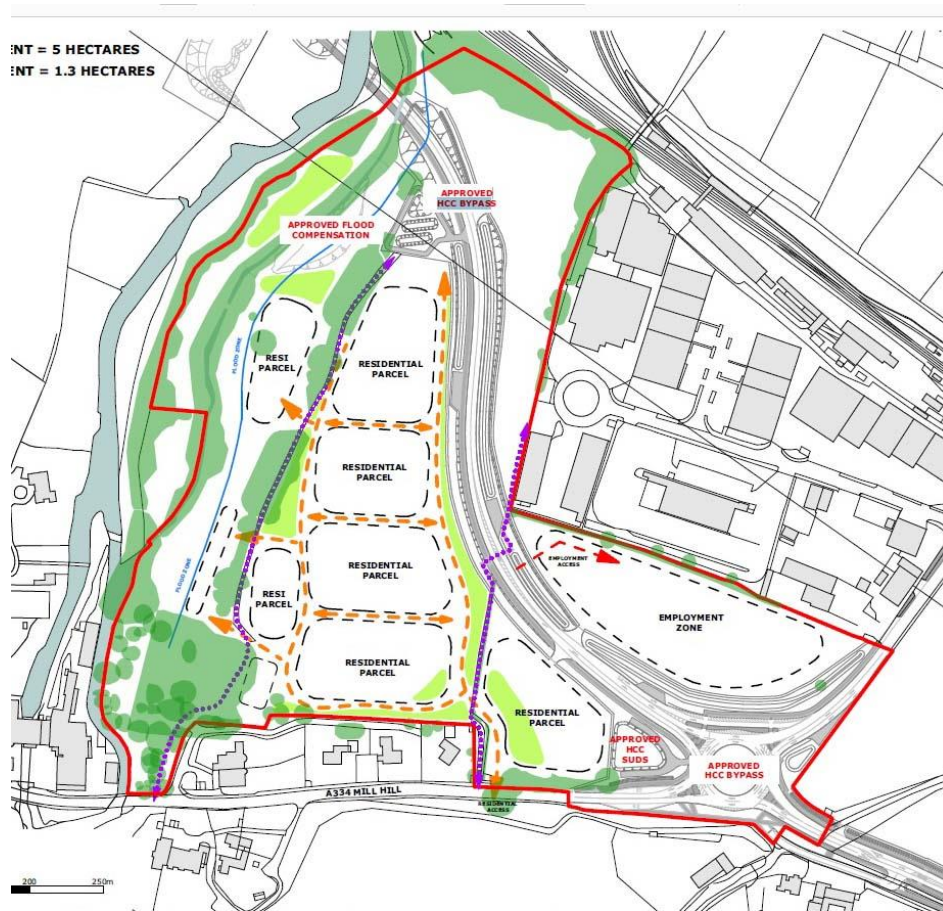 ENT = 5 HECTARES
ENT = 1.3 HECTARES
APPROVED
HCC BYPASS
APPROVED FLOOD
COMPENSATION
FLOOD ZONE
RESI
PARCEL
RESIDENTIAL
PARCEL
RESIDENTIAL
PARCEL
EMPLOYMENT
ACCESS
RESIDENTIAL
PARCEL
FLOOD ZONE
RESI
PARCEL
EMPLOYMENT
ZONE
RESIDENTIAL
PARCEL
RESIDENTIAL
PARCEL
APPROVED
HCC
SUDS
APPROVED
HCC BYPASS
A334 MILL HILL
RESIDENTIAL
ACCESS
200
250m